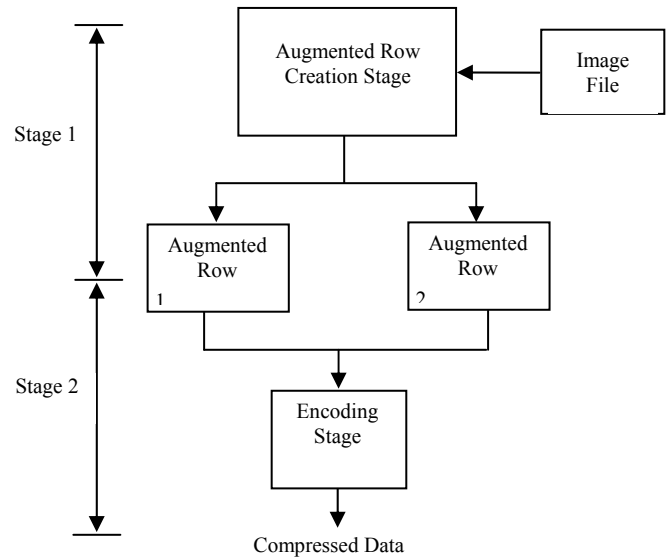 Augmented Row
Creation Stage
Image
File
Stage 1
Augmented
Row
1
Augmented
Row
2
Stage 2
Encoding
Stage
Compressed Data